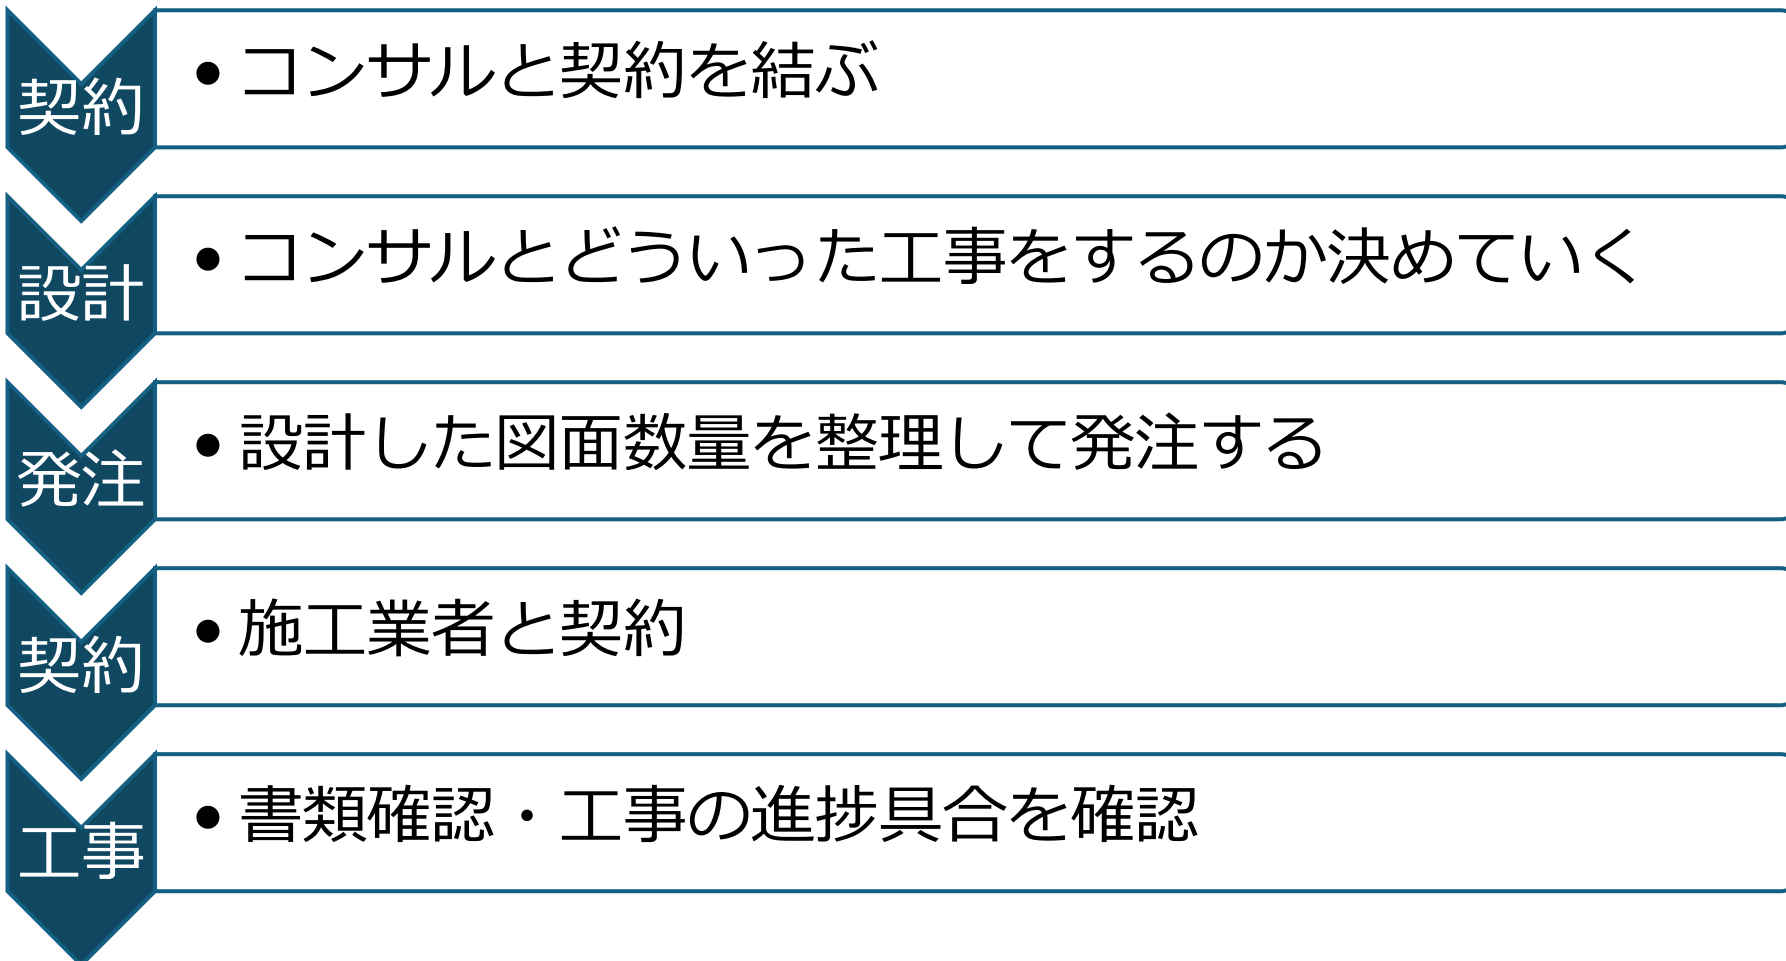 契約
• コンサルと契約を結ぶ
設計
• コンサルとどういった工事をするのか決めていく
発注
• 設計した図面数量を整理して発注する
契約
• 施工業者と契約
工事
• 書類確認・工事の進捗具合を確認